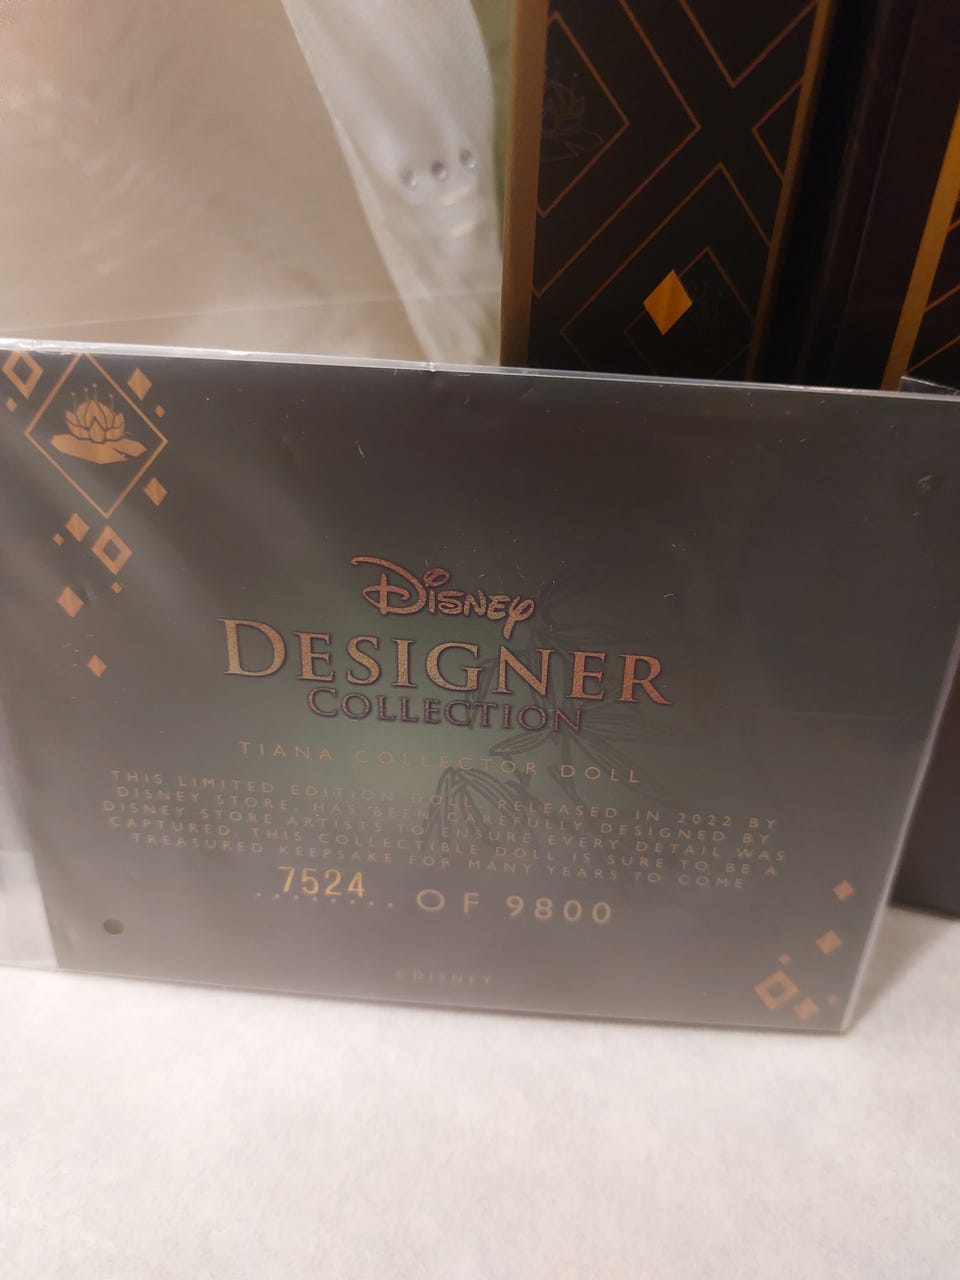 Disney
DESIGNER
COLLECTION
TIANA COLLECTOR DOLL
THIS LIMITED EDITION DOLL, RELEASED IN 2022 BY
DISNEY STORE, HAS BEEN CAREFULLY DESIGNED BY
DISNEY STORE ARTISTS TO ENSURE EVERY DETAIL WAS
CAPTURED. THIS COLLECTIBLE DOLL IS SURE TO BE A
TREASURED KEEPSAKE FOR MANY YEARS TO COME
7524 OF 9800
©DISNEY